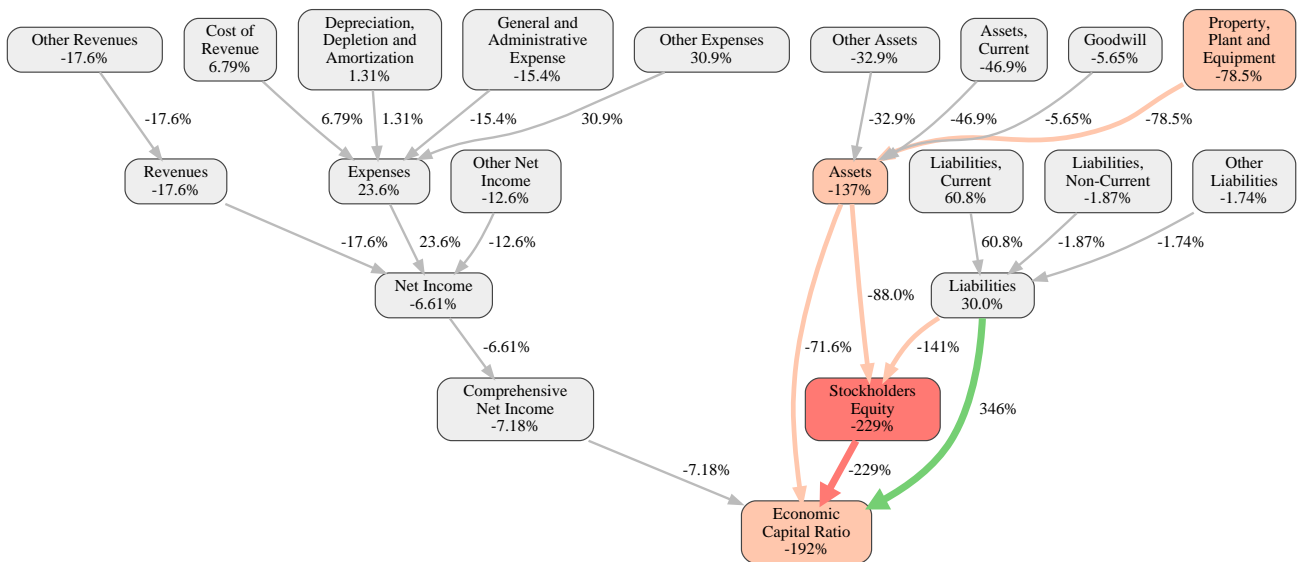 Other Revenues
-17.6%
Cost of
Revenue
6.79%
Depreciation,
Depletion and
Amortization
1.31%
General and
Administrative
Expense
-15.4%
Other Expenses
30.9%
Other Assets
-32.9%
Assets,
Current
-46.9%
Goodwill
-5.65%
Property,
Plant and
Equipment
-78.5%
-17.6%
6.79%
1.31%
-15.4%
30.9%
-32.9%
-46.9%
-5.65%
-78.5%
Revenues
-17.6%
Expenses
23.6%
Other Net
Income
-12.6%
Assets
-137%
Liabilities,
Current
60.8%
Liabilities,
Non-Current
-1.87%
Other
Liabilities
-1.74%
-17.6%
23.6%
-12.6%
60.8%
-1.87%
-1.74%
Net Income
-6.61%
-88.0%
Liabilities
30.0%
-6.61%
-71.6%
-141%
Comprehensive
Net Income
-7.18%
Stockholders
Equity
-229%
346%
-7.18%
-229%
Economic
Capital Ratio
-192%